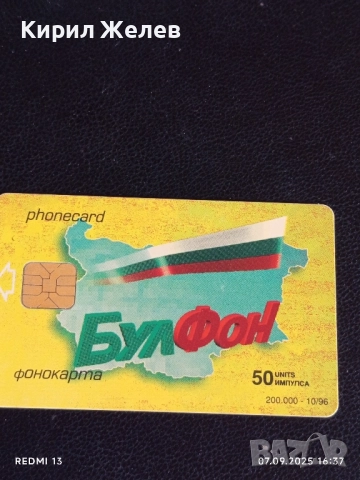 Кирил Желев
phonecard
БулФон
фонокарта
50 UNITS
ИМПУЛСА
200.000 - 10/96
BAZAR
REDMI 13
07.09.2025 16:37